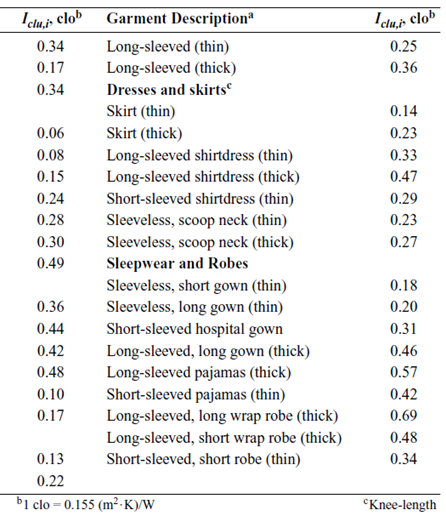 I_clu,i, clo^b Garment Description^a I_clu,i, clo^b
0.34 Long-sleeved (thin) 0.25
0.17 Long-sleeved (thick) 0.36
0.34 Dresses and skirts^c
Skirt (thin) 0.14
0.06 Skirt (thick) 0.23
0.08 Long-sleeved shirtdress (thin) 0.33
0.15 Long-sleeved shirtdress (thick) 0.47
0.24 Short-sleeved shirtdress (thin) 0.29
0.28 Sleeveless, scoop neck (thin) 0.23
0.30 Sleeveless, scoop neck (thick) 0.27
0.49 Sleepwear and Robes
Sleeveless, short gown (thin) 0.18
0.36 Sleeveless, long gown (thin) 0.20
0.44 Short-sleeved hospital gown 0.31
0.42 Long-sleeved, long gown (thick) 0.46
0.48 Long-sleeved pajamas (thick) 0.57
0.10 Short-sleeved pajamas (thin) 0.42
0.17 Long-sleeved, long wrap robe (thick) 0.69
Long-sleeved, short wrap robe (thick) 0.48
0.13 Short-sleeved, short robe (thin) 0.34
0.22
^b 1 clo = 0.155 (m²·K)/W ^c Knee-length